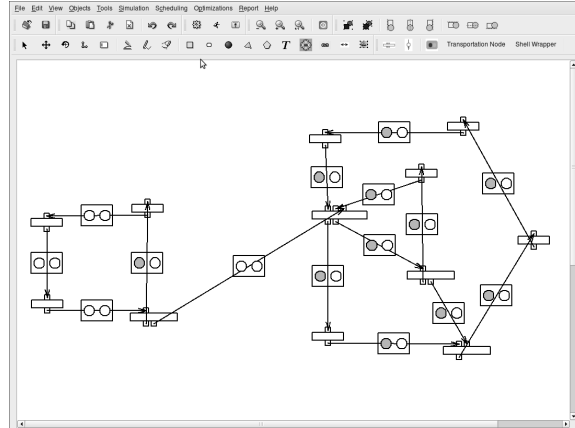 File Edit View Objects Tools Simulation Scheduling Optimizations Report Help
T Transportation Node Shell Wrapper